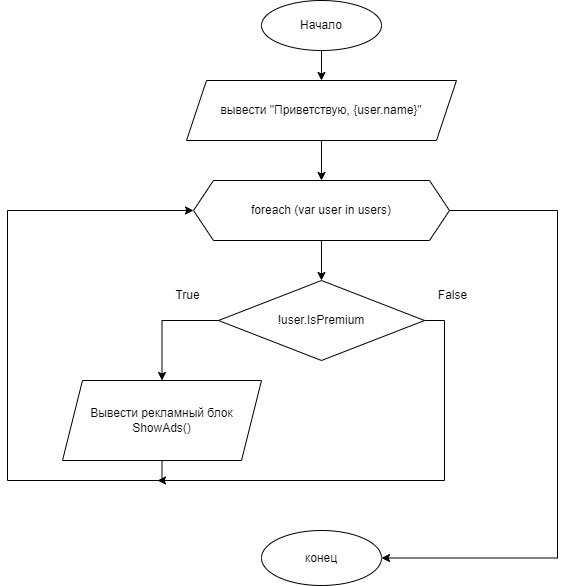 Начало
вывести "Приветствую, {user.name}"
foreach (var user in users)
True
False
!user.IsPremium
Вывести рекламный блок
ShowAds()
конец